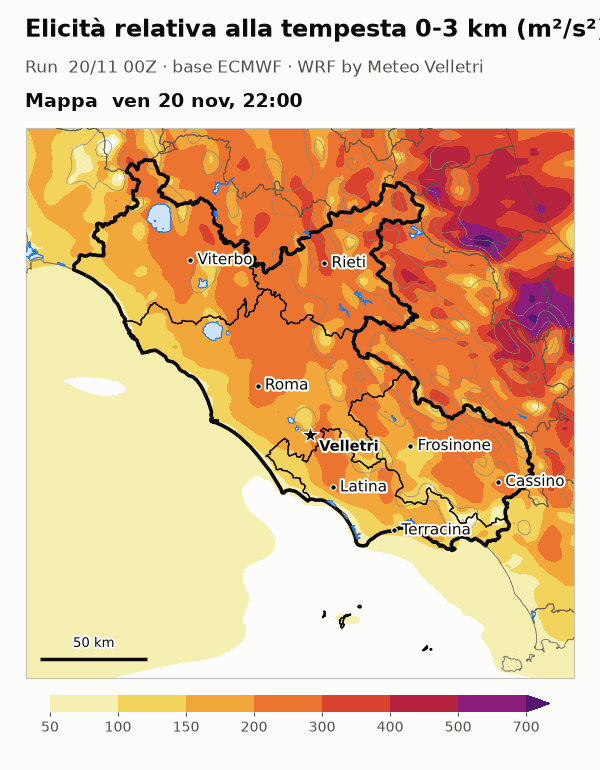 Elicità relativa alla tempesta 0-3 km (m²/s²)
Run 20/11 00Z · base ECMWF · WRF by Meteo Velletri
Mappa ven 20 nov, 22:00
Viterbo
Rieti
Roma
Velletri
Frosinone
Cassino
Latina
Terracina
50 km
50 100 150 200 300 400 500 700